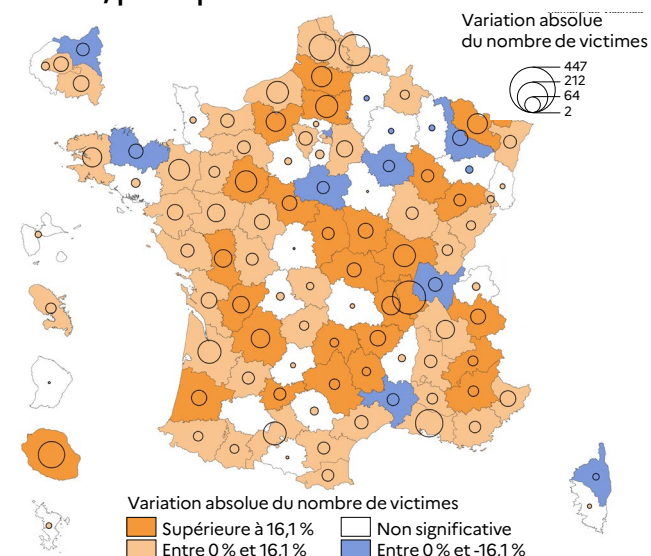 Variation absolue
du nombre de victimes
447
212
64
2
Variation absolue du nombre de victimes
Supérieure à 16,1 %
Non significative
Entre 0 % et 16,1 %
Entre 0 % et -16,1 %